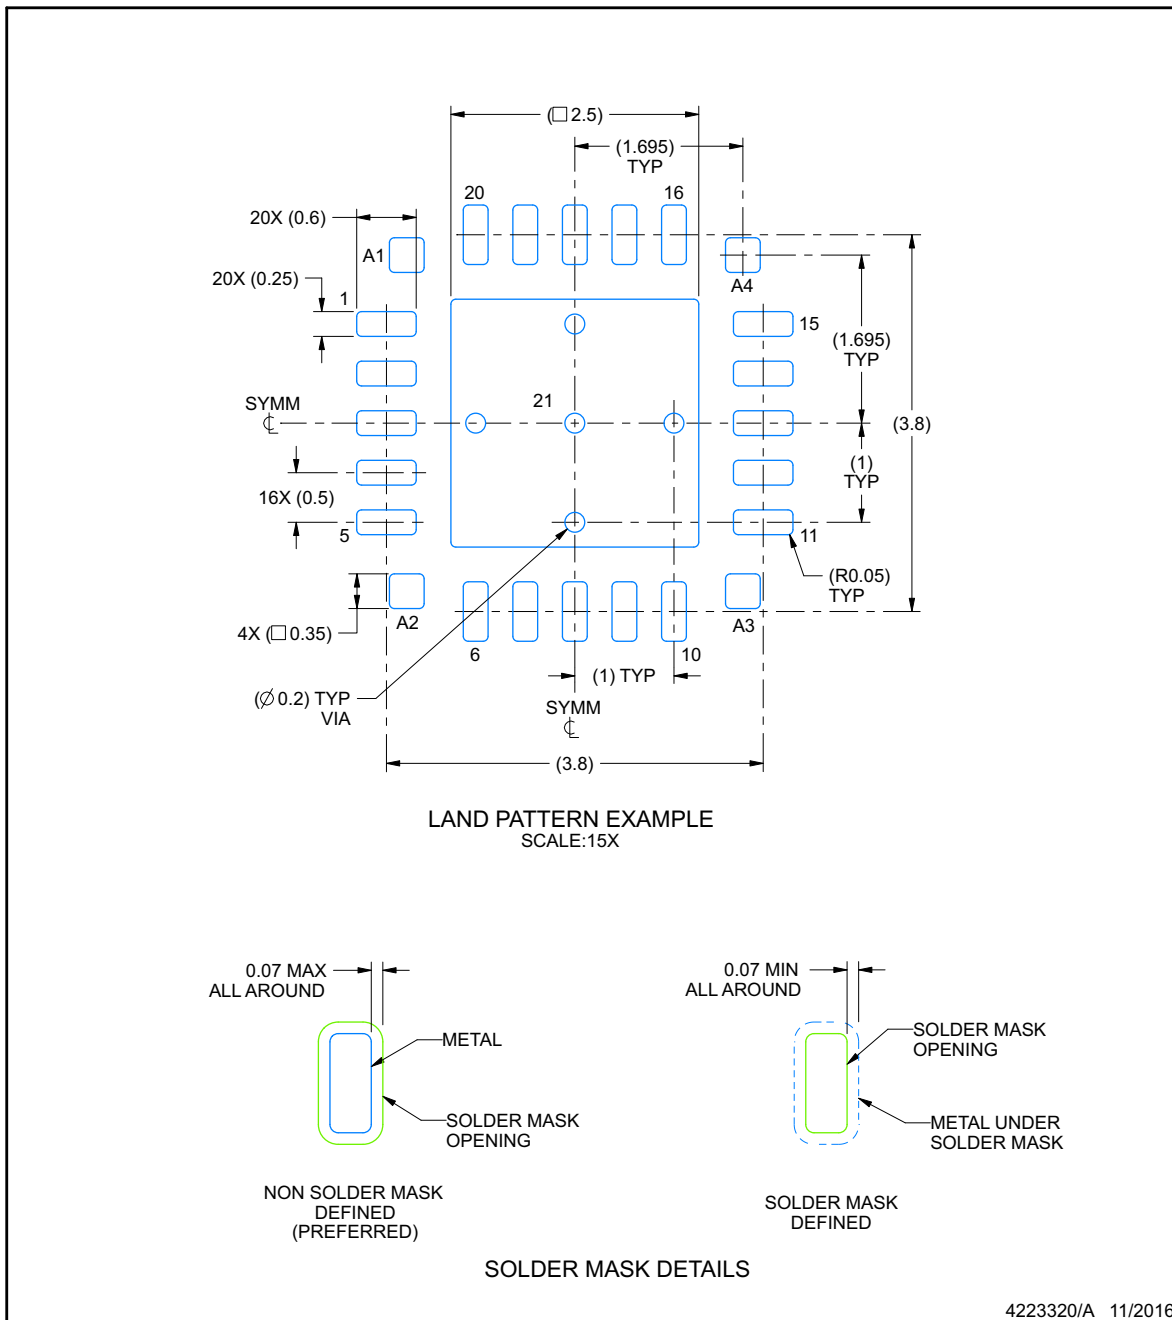 (□ 2.5)
(1.695)
TYP
20
16
20X (0.6)
A1
A4
20X (0.25)
1
15
(1.695)
TYP
SYMM
℄
21
(3.8)
(1)
TYP
16X (0.5)
5
11
(R0.05)
TYP
A2
A3
4X (□ 0.35)
6
10
(1) TYP
(Ø 0.2) TYP
VIA
SYMM
℄
(3.8)
LAND PATTERN EXAMPLE
SCALE:15X
0.07 MAX
ALL AROUND
METAL
SOLDER MASK
OPENING
NON SOLDER MASK
DEFINED
(PREFERRED)
0.07 MIN
ALL AROUND
SOLDER MASK
OPENING
METAL UNDER
SOLDER MASK
SOLDER MASK
DEFINED
SOLDER MASK DETAILS
4223320/A 11/2016